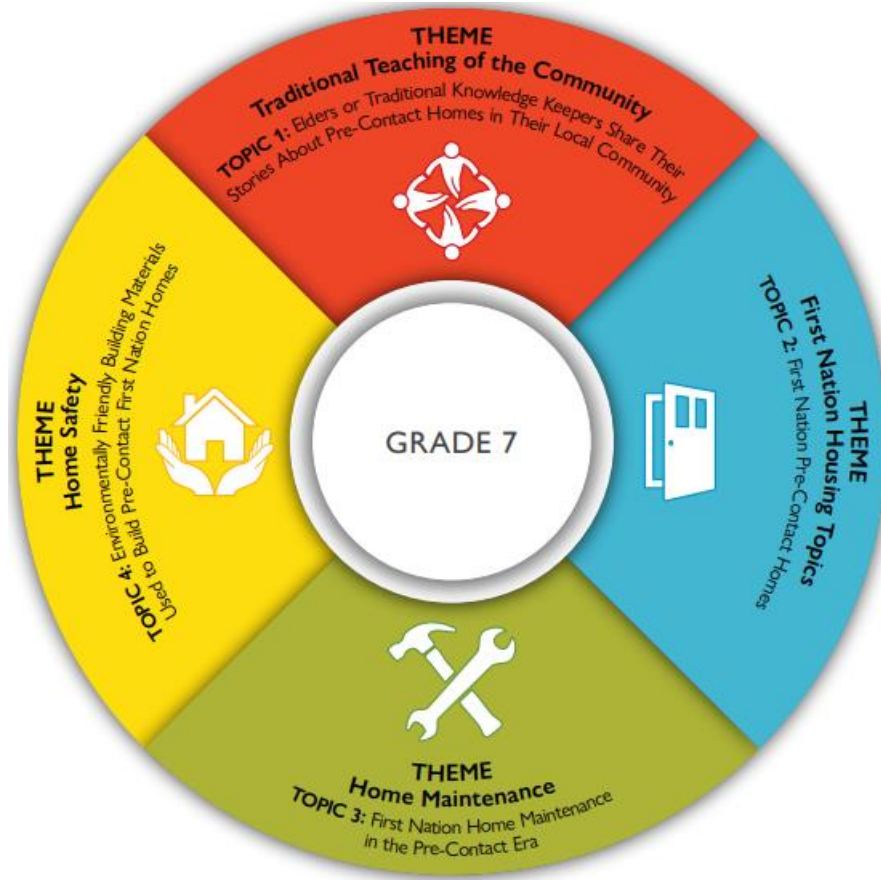 THEME
Traditional Teaching of the Community
TOPIC 1: Elders or Traditional Knowledge Keepers Share Their
Stories About Pre-Contact Homes in Their Local Community
THEME
First Nation Housing Topics
TOPIC 2: First Nation Pre-Contact Homes
THEME
Home Maintenance
TOPIC 3: First Nation Home Maintenance
in the Pre-Contact Era
THEME
Home Safety
TOPIC 4: Environmentally Friendly Building Materials
Used to Build Pre-Contact First Nation Homes
GRADE 7